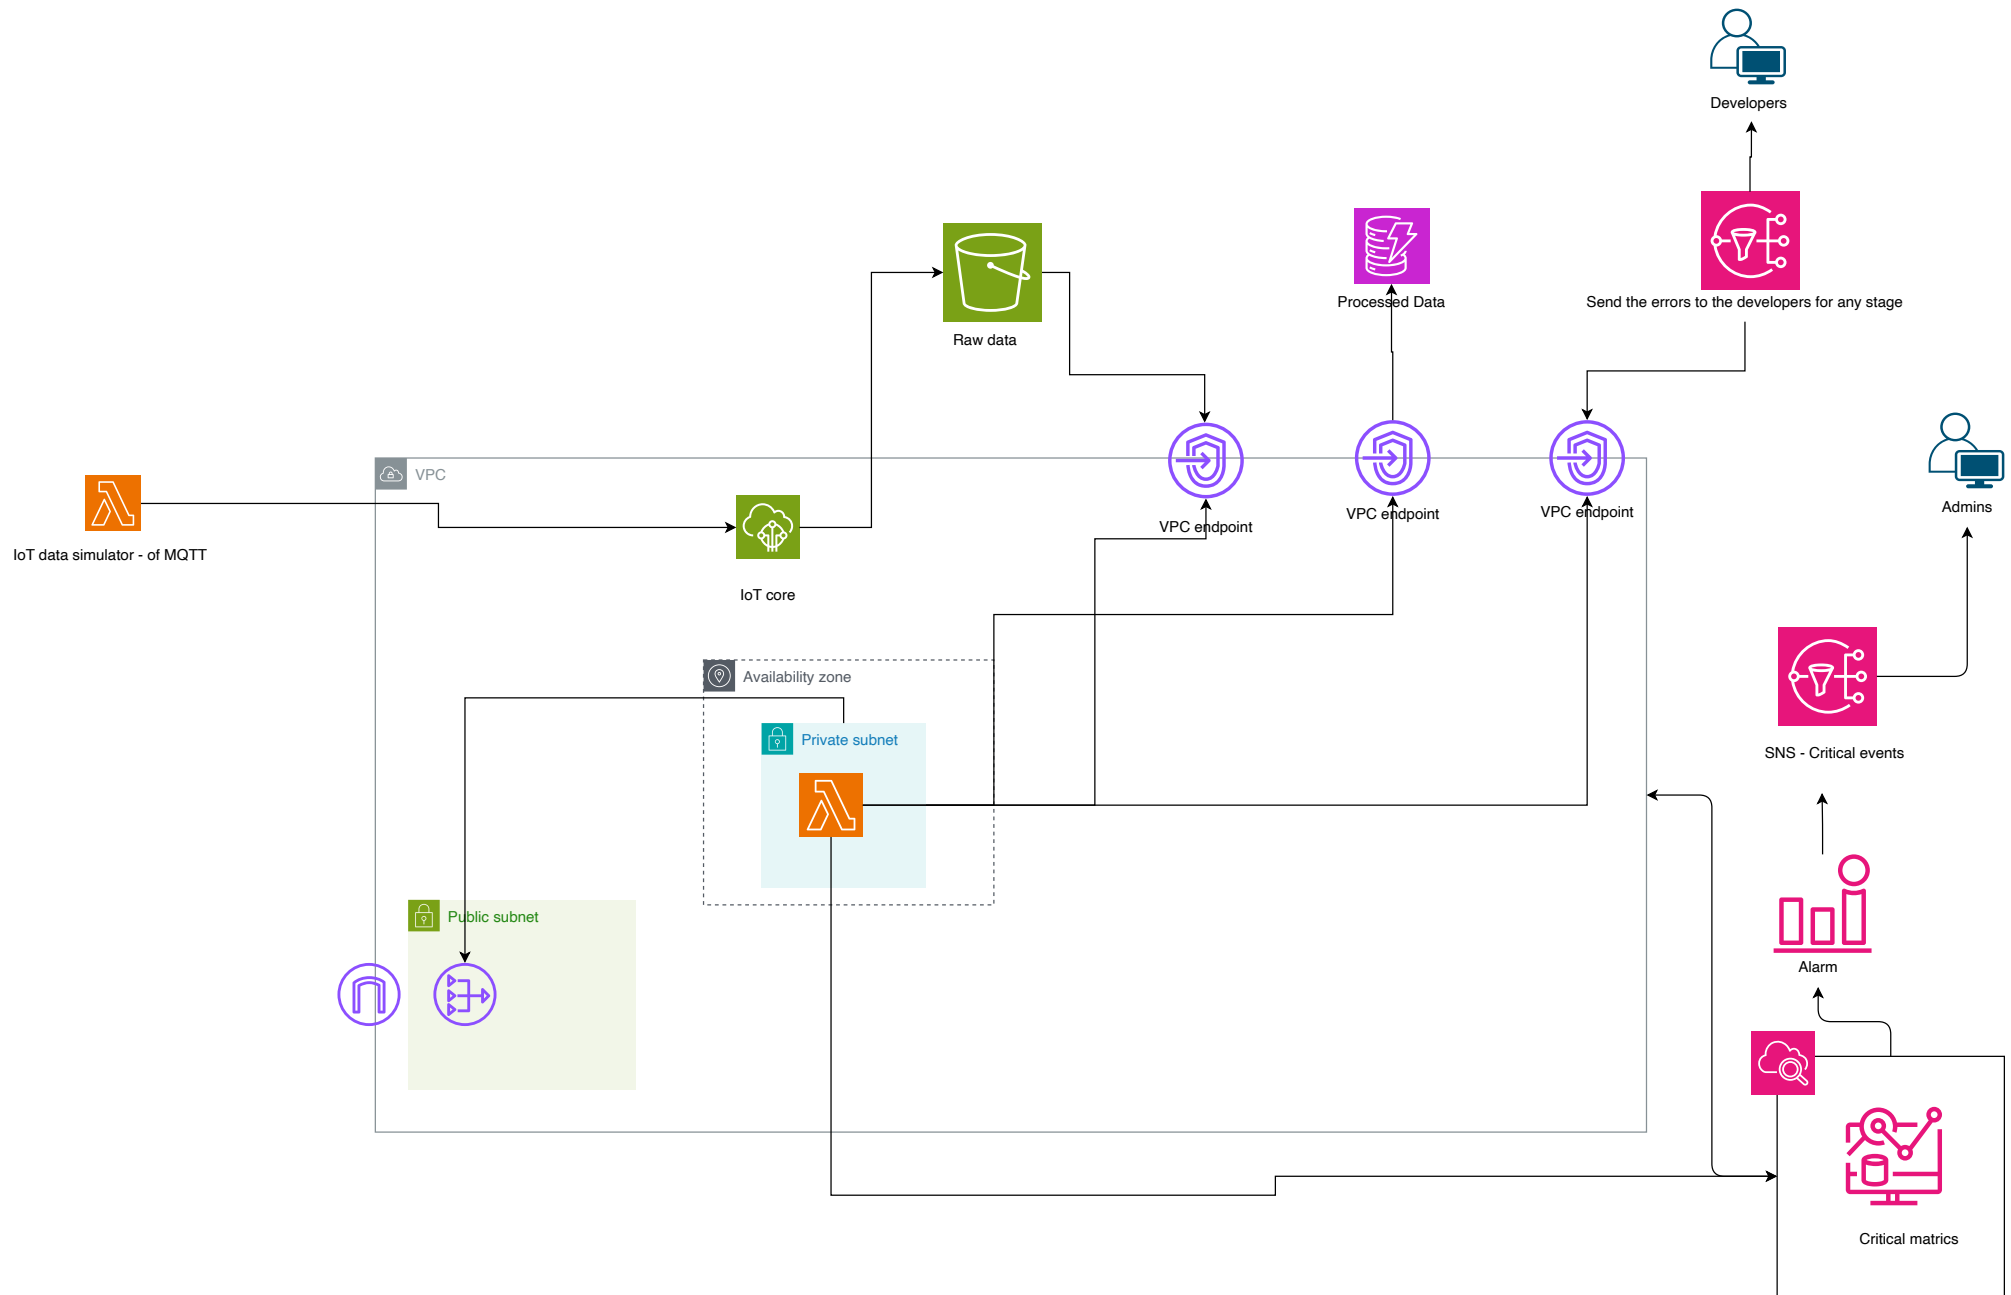 Developers
Processed Data
Send the errors to the developers for any stage
Raw data
VPC
Admins
VPC endpoint
VPC endpoint
VPC endpoint
IoT data simulator - of MQTT
IoT core
Availability zone
Private subnet
SNS - Critical events
Public subnet
Alarm
Critical matrics